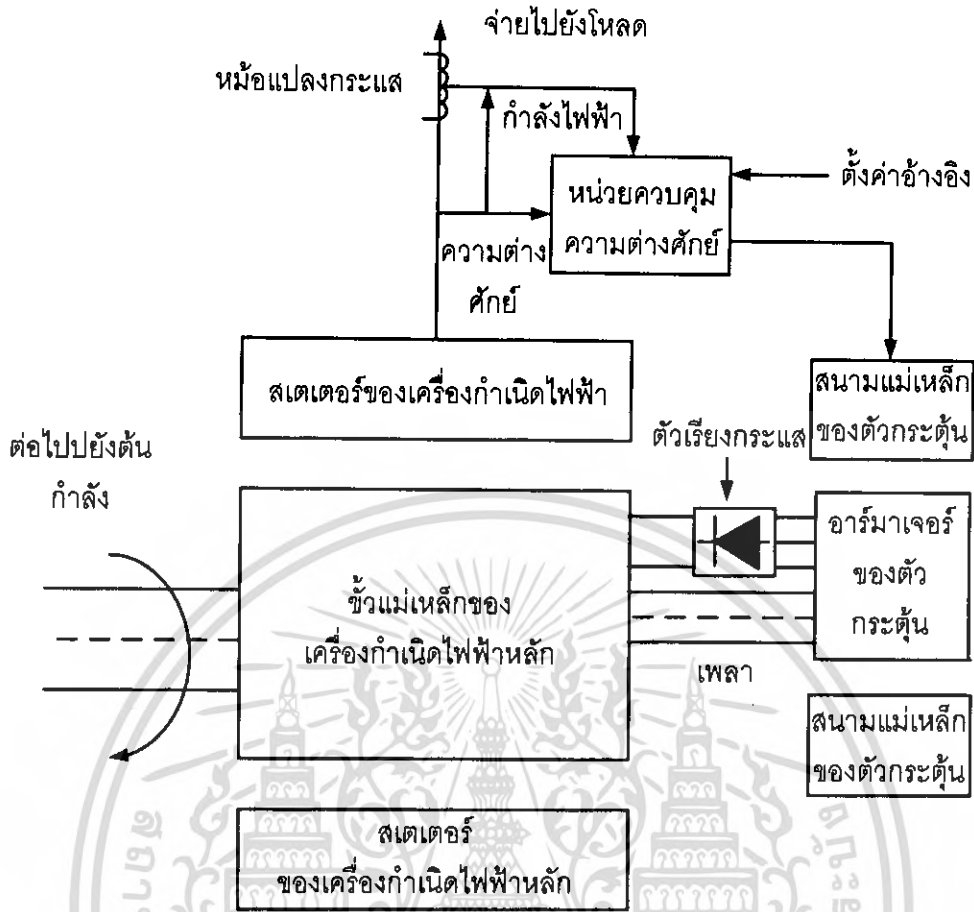 จ่ายไปยังโหลด
หม้อแปลงกระแส
กำลังไฟฟ้า
ตั้งค่าอ้างอิง
หน่วยควบคุม
ความต่างศักย์
ความต่าง
ศักย์
สเตเตอร์ของเครื่องกำเนิดไฟฟ้า
สนามแม่เหล็ก
ของตัวกระตุ้น
ตัวเรียงกระแส
ต่อไปปยังต้น
กำลัง
ขั้วแม่เหล็กของ
เครื่องกำเนิดไฟฟ้าหลัก
อาร์มาเจอร์
ของตัว
กระตุ้น
เพลา
สนามแม่เหล็ก
ของตัวกระตุ้น
สเตเตอร์
ของเครื่องกำเนิดไฟฟ้าหลัก